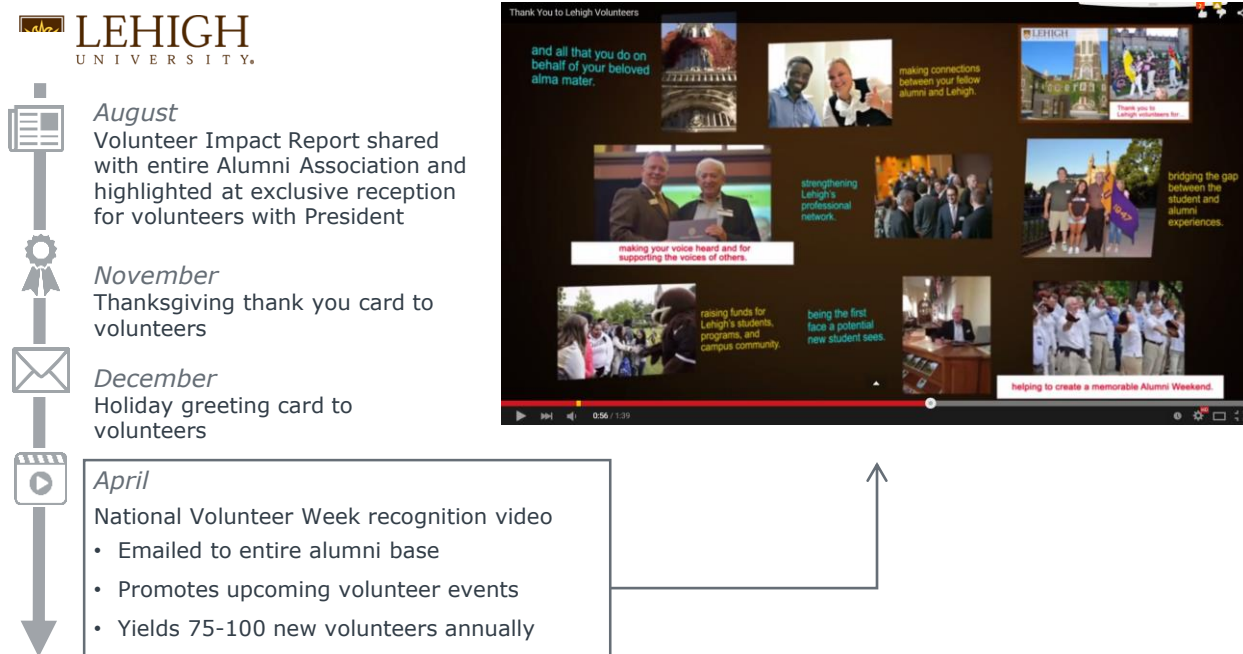 LEHIGH
UNIVERSITY.
August
Volunteer Impact Report shared
with entire Alumni Association and
highlighted at exclusive reception
for volunteers with President
November
Thanksgiving thank you card to
volunteers
December
Holiday greeting card to
volunteers
April
National Volunteer Week recognition video
• Emailed to entire alumni base
• Promotes upcoming volunteer events
• Yields 75-100 new volunteers annually
Thank You to Lehigh Volunteers
and all that you do on
behalf of your beloved
alma mater.
making connections
between your fellow
alumni and Lehigh.
LEHIGH
Thank you to
Lehigh volunteers for...
making your voice heard and for
supporting the voices of others.
strengthening
Lehigh's
professional
network.
1947
bridging the gap
between the
student and
alumni
experiences.
raising funds for
Lehigh's students,
programs, and
campus community.
being the first
face a potential
new student sees.
helping to create a memorable Alumni Weekend.
0:56 / 1:39